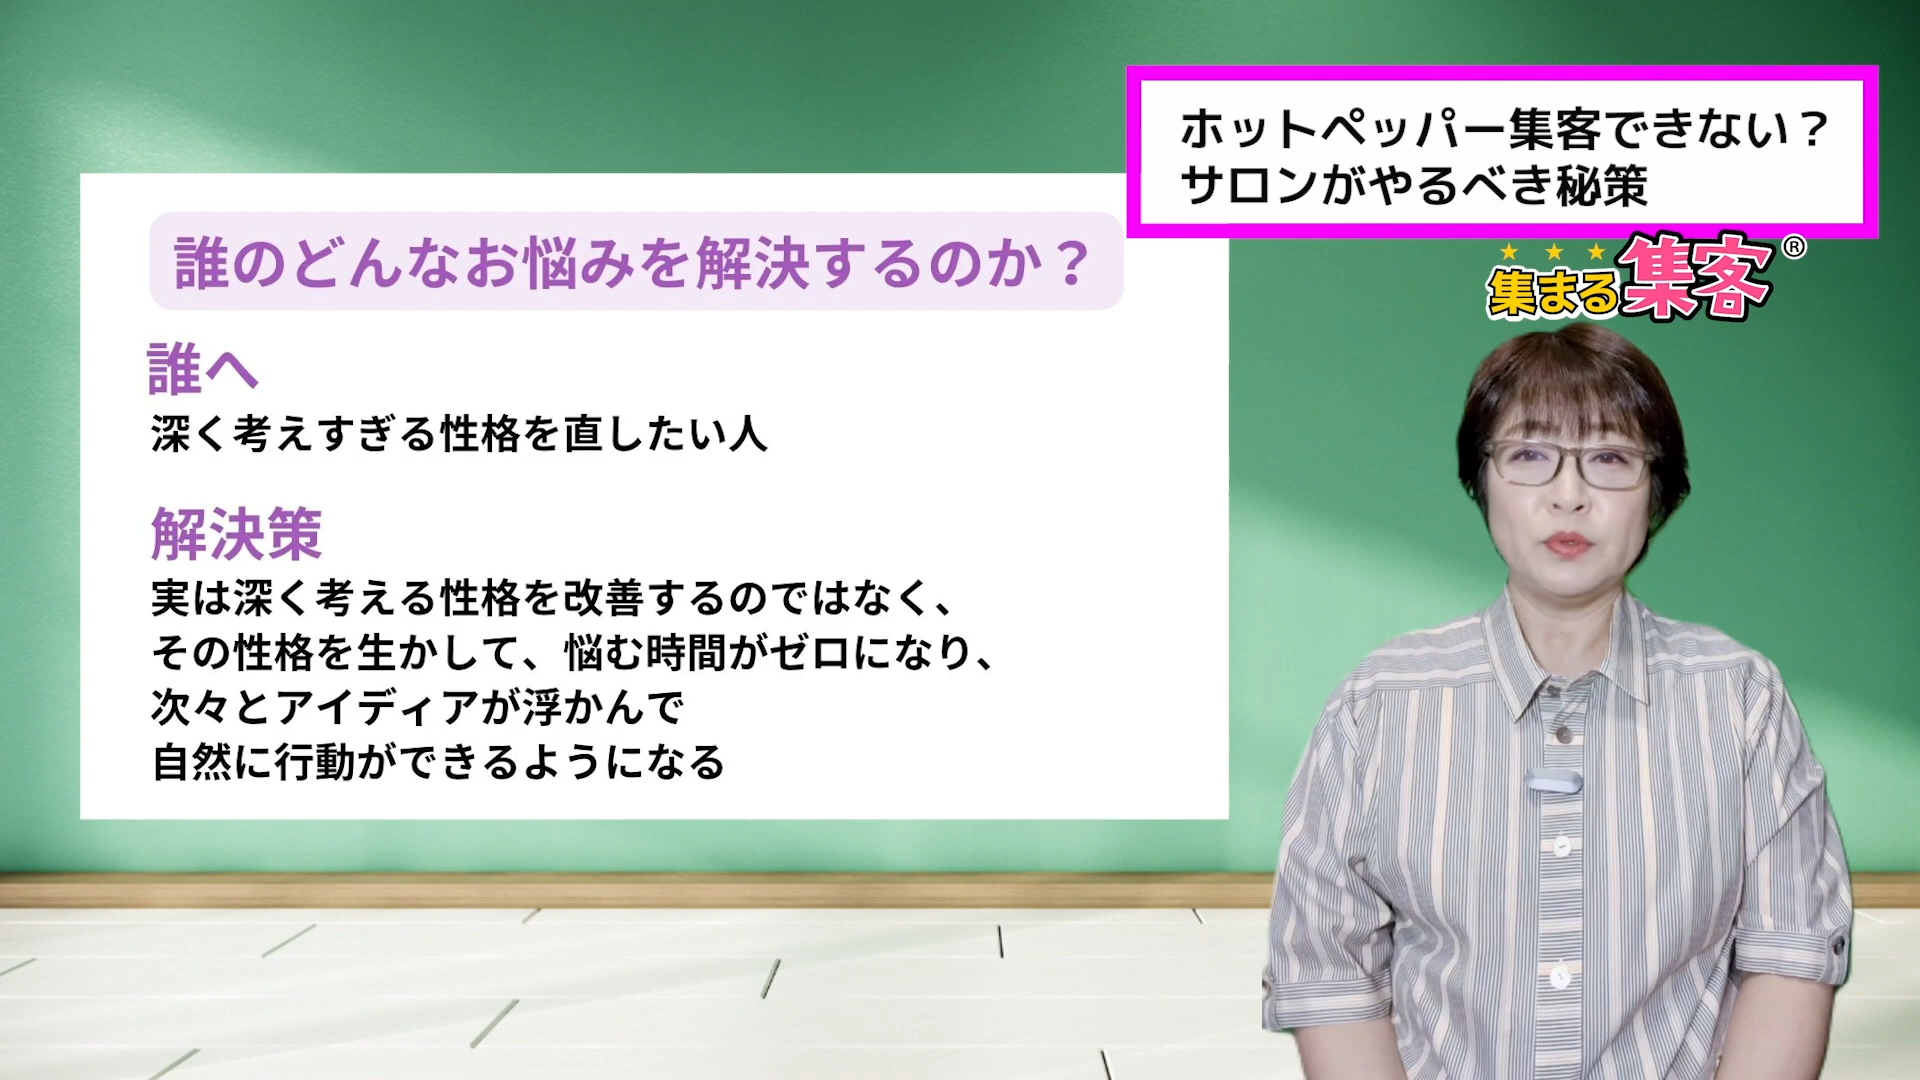 ホットペッパー集客できない？
サロンがやるべき秘策
集まる集客®
誰のどんなお悩みを解決するのか？
誰へ
深く考えすぎる性格を直したい人
解決策
実は深く考える性格を改善するのではなく、
その性格を生かして、悩む時間がゼロになり、
次々とアイディアが浮かんで
自然に行動ができるようになる